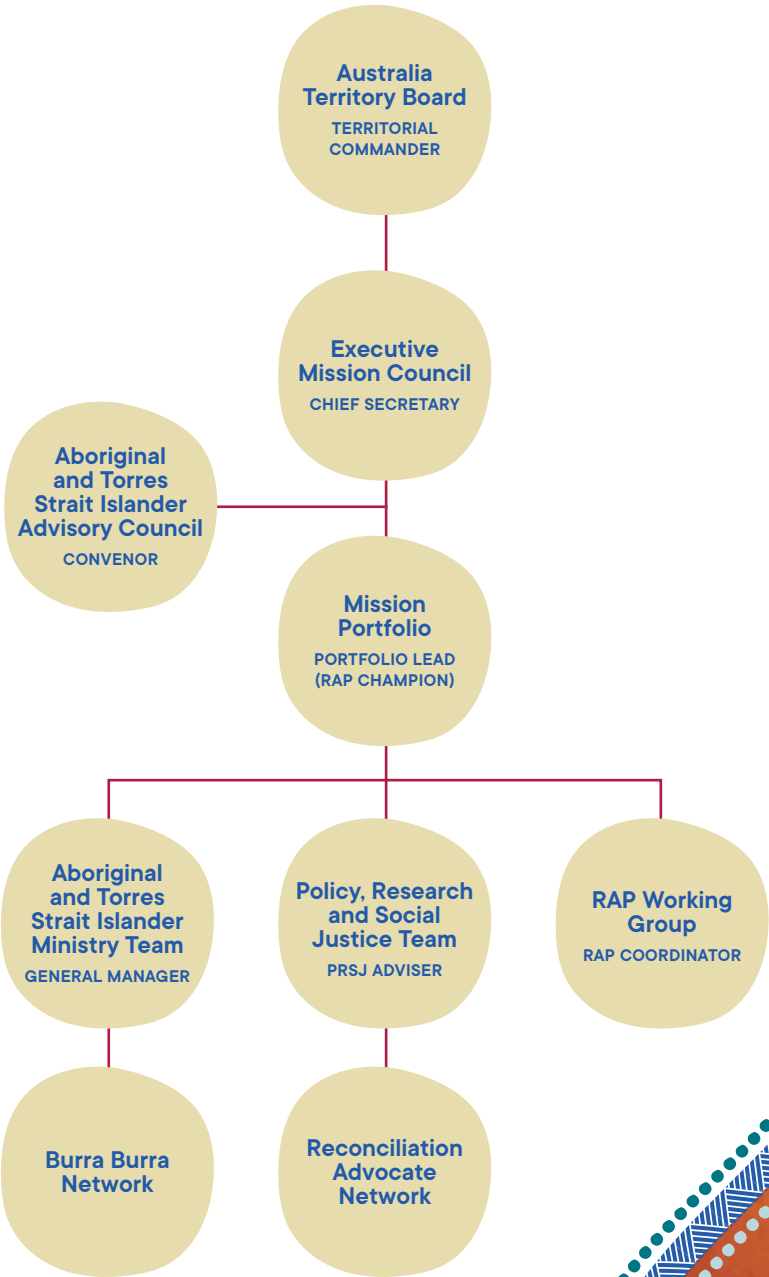 Australia
Territory Board
TERRITORIAL
COMMANDER
Executive
Mission Council
CHIEF SECRETARY
Aboriginal
and Torres
Strait Islander
Advisory Council
CONVENOR
Mission
Portfolio
PORTFOLIO LEAD
(RAP CHAMPION)
Aboriginal
and Torres
Strait Islander
Ministry Team
GENERAL MANAGER
Policy, Research
and Social
Justice Team
PRSJ ADVISER
RAP Working
Group
RAP COORDINATOR
Burra Burra
Network
Reconciliation
Advocate
Network